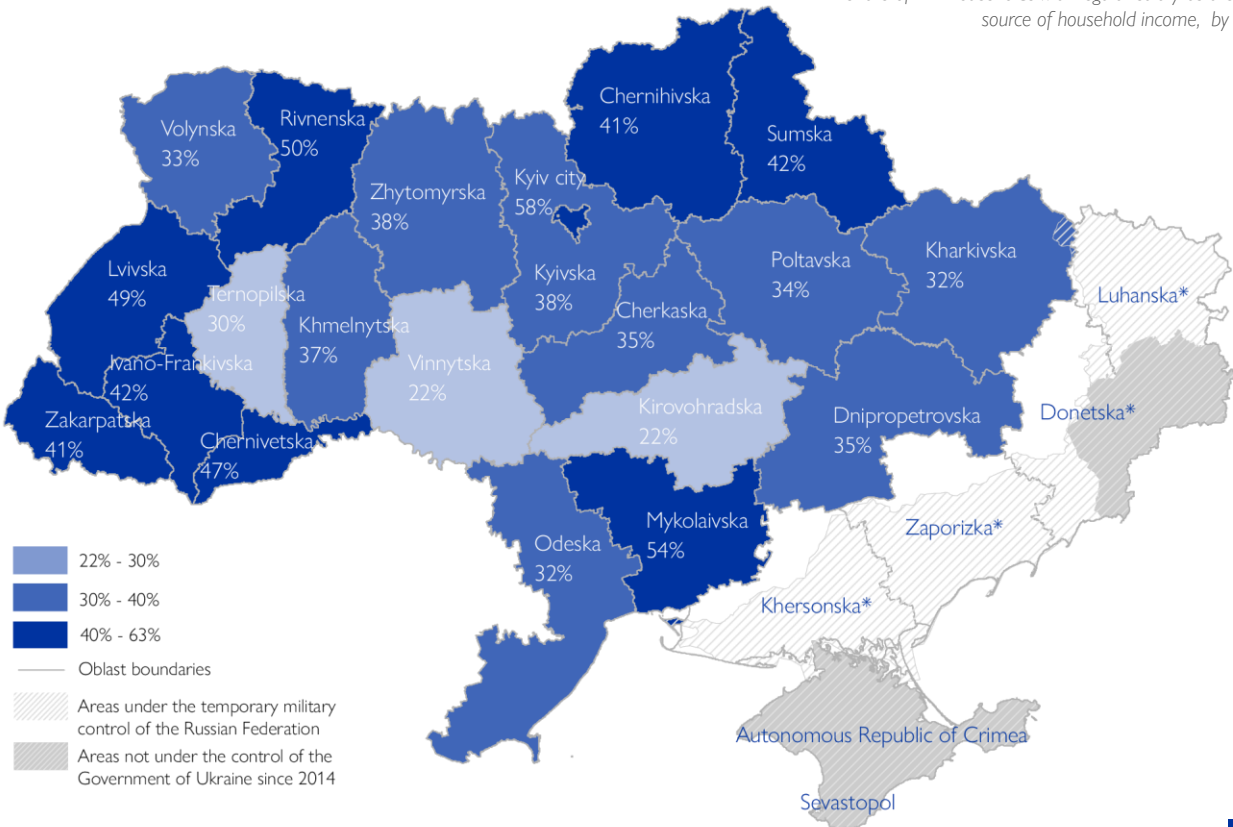 source of household income, by
Chernihivska
41%
Sumska
42%
Rivnenska
50%
Volynska
33%
Kyiv city
58%
Zhytomyrska
38%
Kharkivska
32%
Poltavska
34%
Lvivska
49%
Kyivska
38%
Ternopilska
30%
Luhanska*
Cherkaska
35%
Khmelnytska
37%
Ivano-Frankivska
42%
Vinnytska
22%
Kirovohradska
22%
Dnipropetrovska
35%
Donetska*
Zakarpatska
41%
Chernivetska
47%
Mykolaivska
54%
Zaporizka*
Odeska
32%
Khersonska*
Autonomous Republic of Crimea
Sevastopol
22% - 30%
30% - 40%
40% - 63%
Oblast boundaries
Areas under the temporary military
control of the Russian Federation
Areas not under the control of the
Government of Ukraine since 2014